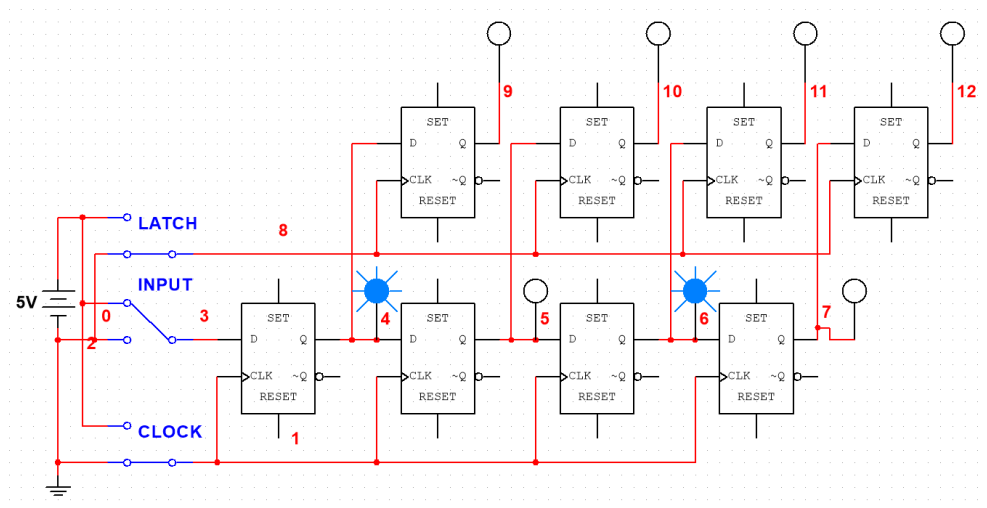 9
10
11
12
SET
D
Q
CLK
~Q
RESET
SET
D
Q
CLK
~Q
RESET
SET
D
Q
CLK
~Q
RESET
SET
D
Q
CLK
~Q
RESET
LATCH
8
INPUT
5V
0
2
3
4
5
6
7
SET
D
Q
CLK
~Q
RESET
SET
D
Q
CLK
~Q
RESET
SET
D
Q
CLK
~Q
RESET
SET
D
Q
CLK
~Q
RESET
CLOCK
1